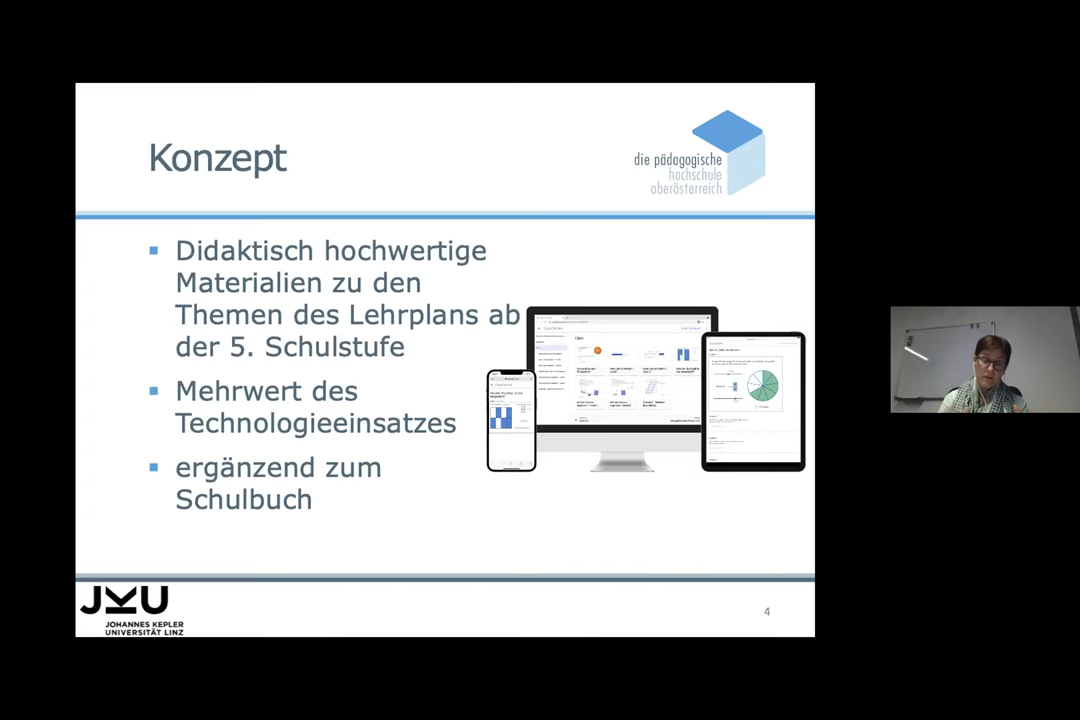 Konzept
die pädagogische
hochschule
oberösterreich
Didaktisch hochwertige
Materialien zu den
Themen des Lehrplans ab
der 5. Schulstufe
Mehrwert des
Technologieeinsatzes
ergänzend zum
Schulbuch
JKU
JOHANNES KEPLER
UNIVERSITÄT LINZ
4